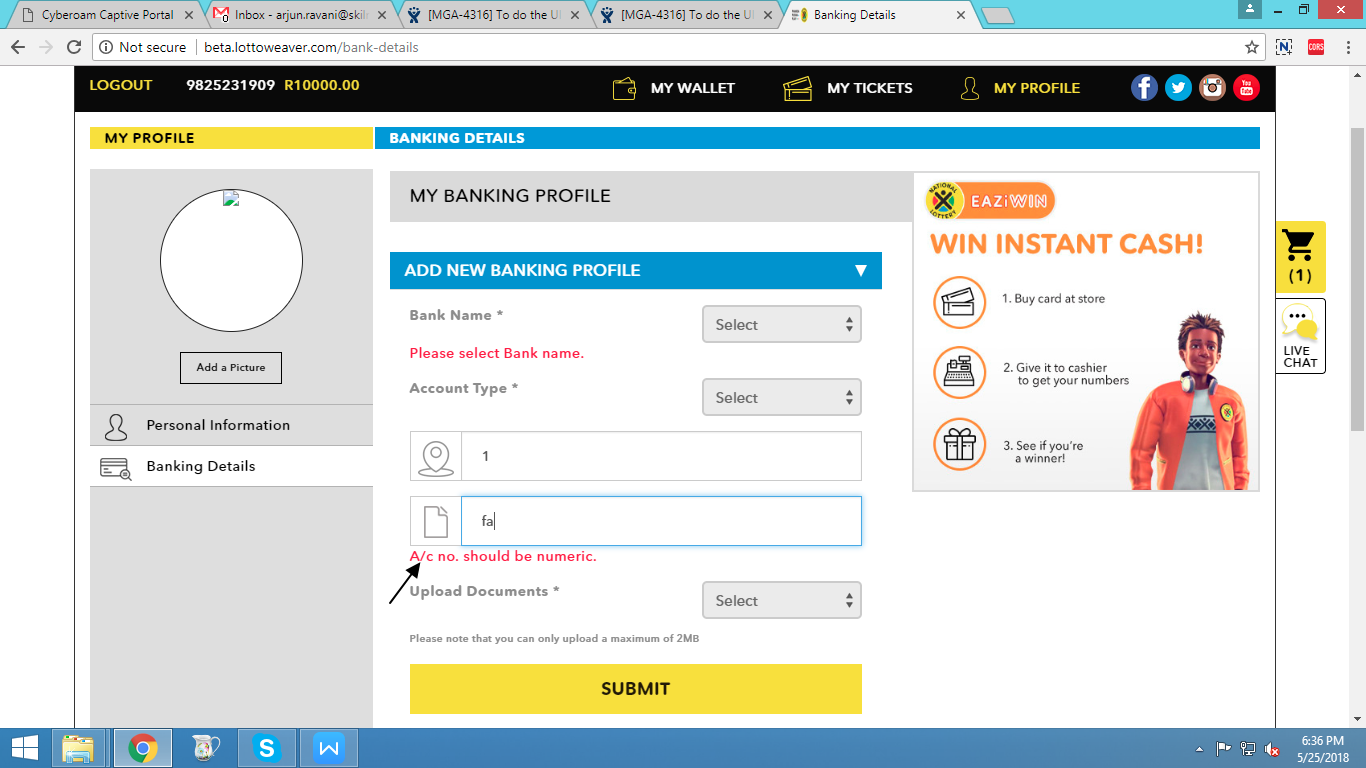 Cyberoam Captive Portal
Inbox - arjun.ravani@skil
[MGA-4316] To do the U
[MGA-4316] To do the U
Banking Details
Not secure beta.lottoweaver.com/bank-details
CORS
LOGOUT 9825231909 R10000.00 MY WALLET MY TICKETS MY PROFILE
You
Tube
MY PROFILE
BANKING DETAILS
Add a Picture
Personal Information
Banking Details
MY BANKING PROFILE
ADD NEW BANKING PROFILE ▼
Bank Name * Select
Please select Bank name.
Account Type * Select
1
fa
A/c no. should be numeric.
Upload Documents * Select
Please note that you can only upload a maximum of 2MB
SUBMIT
NATIONAL
LOTTERY
EAZiWIN
WIN INSTANT CASH!
1. Buy card at store
2. Give it to cashier
to get your numbers
3. See if you're
a winner!
(1)
LIVE
CHAT
6:36 PM
5/25/2018